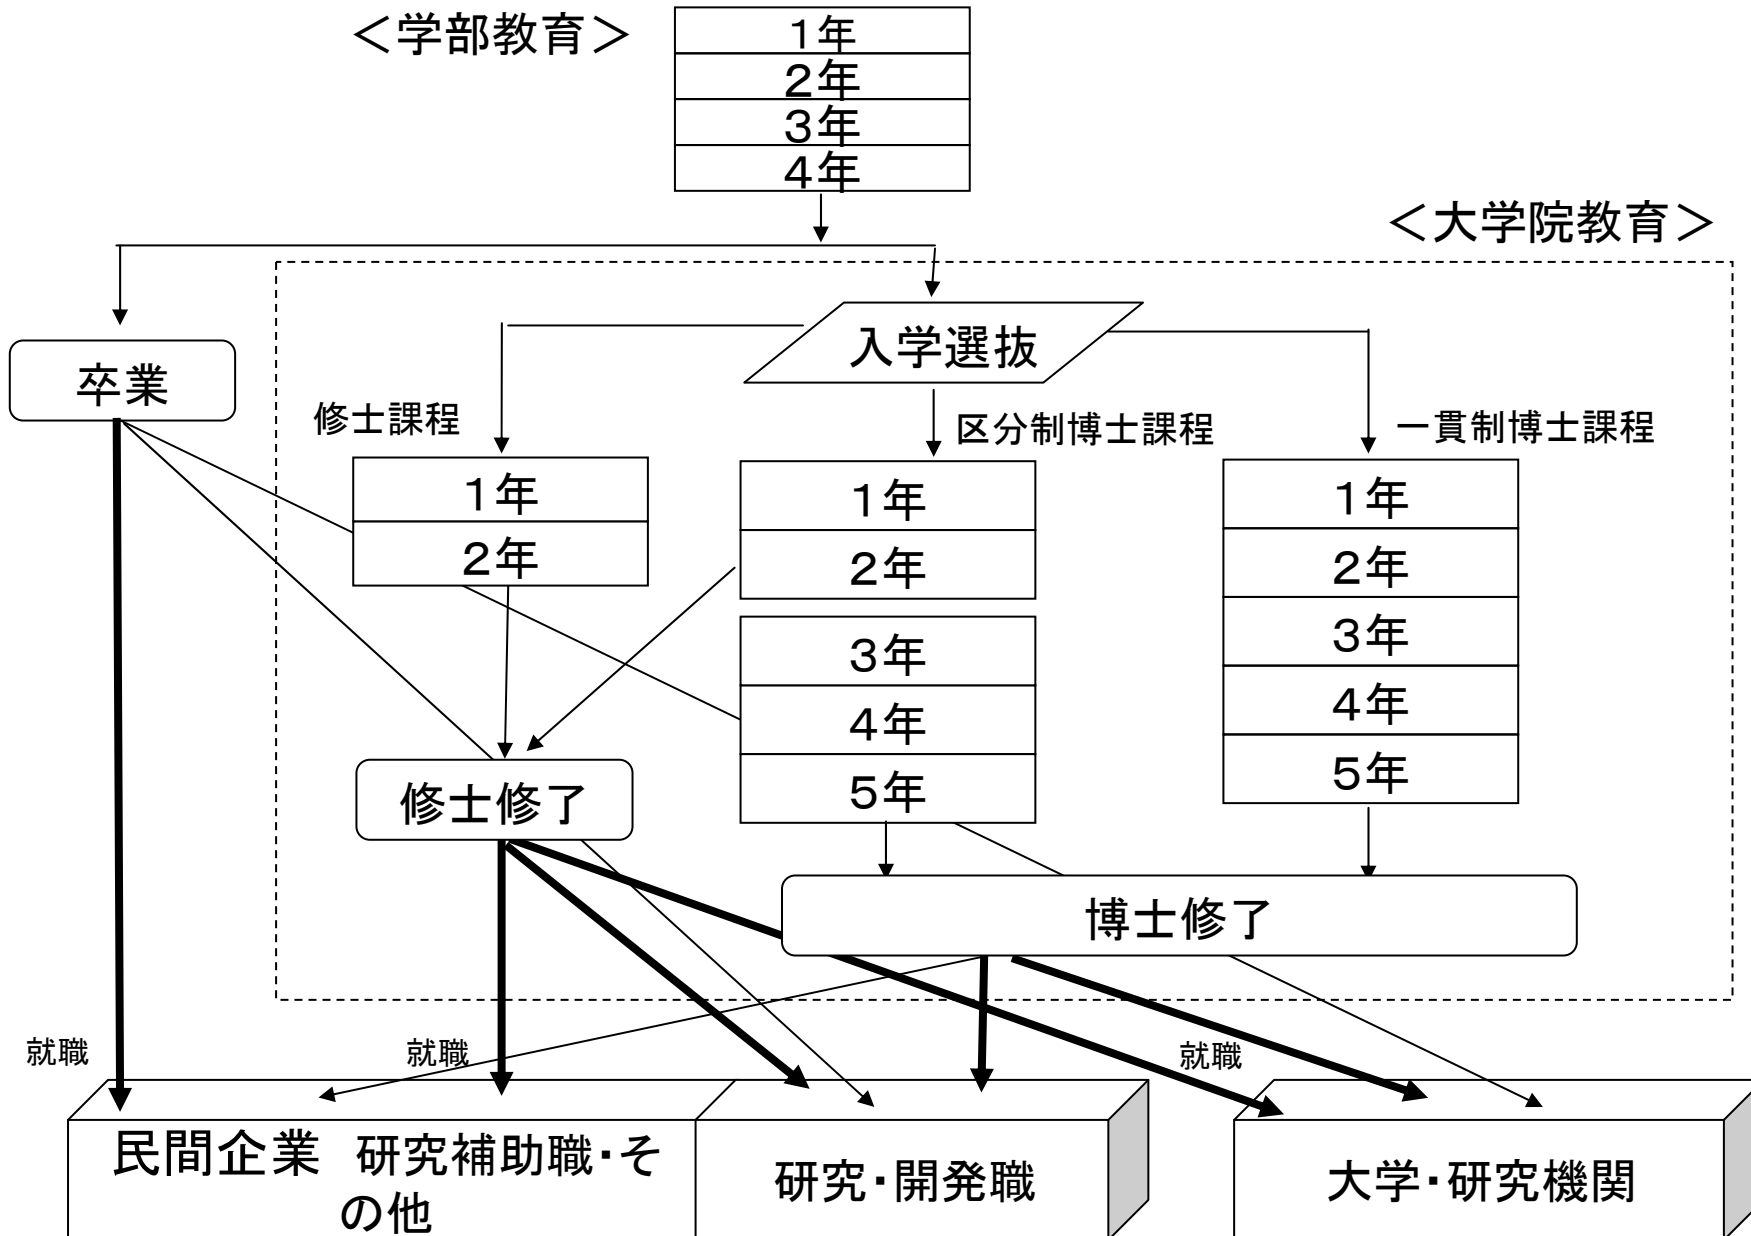 ＜学部教育＞
１年
２年
３年
４年
＜大学院教育＞
入学選抜
卒業
修士課程
区分制博士課程
一貫制博士課程
１年
２年
１年
２年
３年
４年
５年
１年
２年
３年
４年
５年
修士修了
博士修了
就職
就職
就職
民間企業 研究補助職・そ
の他
研究・開発職
大学・研究機関